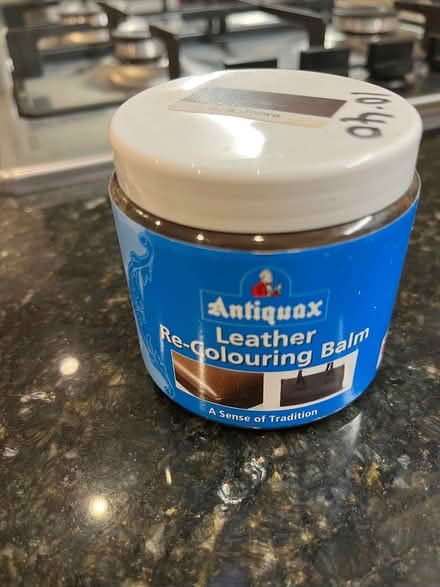 10.40
Antiquax
Leather
Re-Colouring Balm
A Sense of Tradition